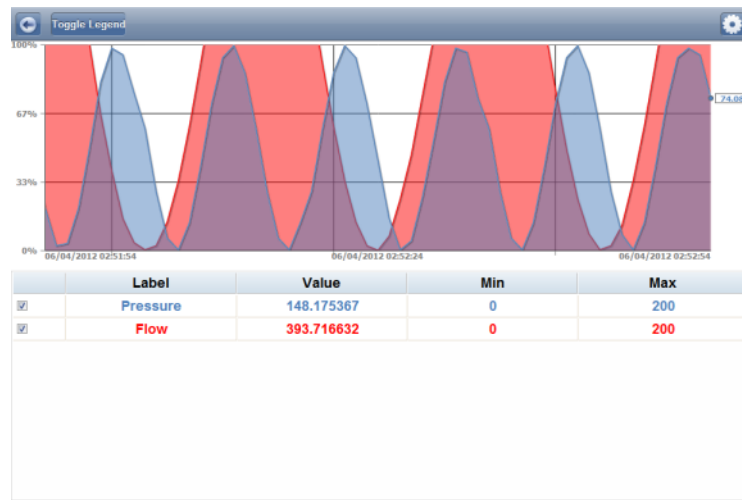 Toggle Legend
100%
67%
74.08
33%
0%
06/04/2012 02:51:54 06/04/2012 02:52:24 06/04/2012 02:52:54
Label Value Min Max
Pressure 148.175367 0 200
Flow 393.716632 0 200